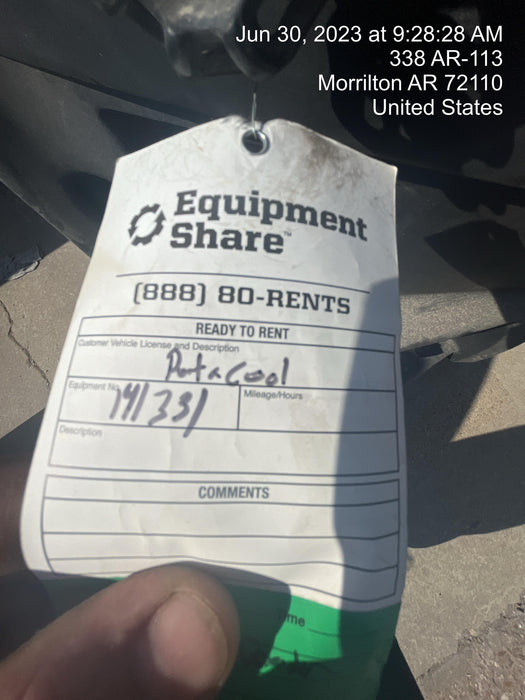 Jun 30, 2023 at 9:28:28 AM
338 AR-113
Morrilton AR 72110
United States
Equipment
Share™
(888) 80-RENTS
READY TO RENT
Customer Vehicle License and Description
Port a Cool
Equipment No.
141331
Mileage/Hours
Description
COMMENTS